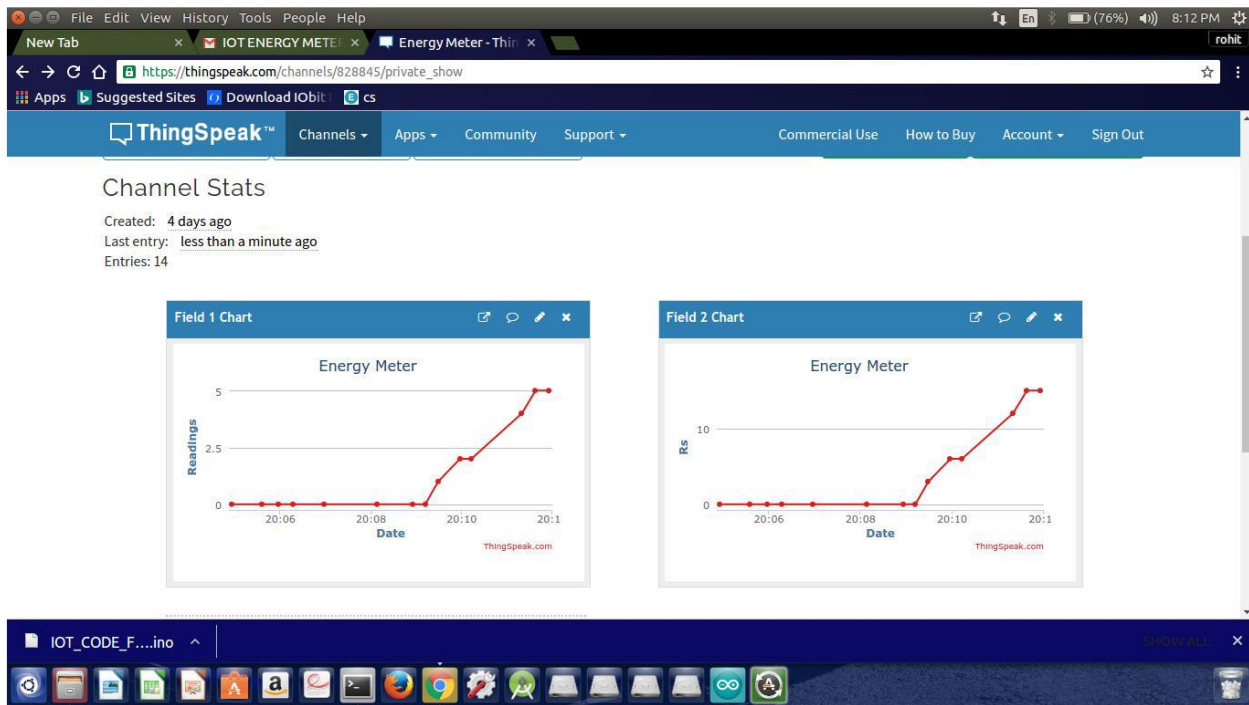 File Edit View History Tools People Help
En (76%) 8:12 PM
New Tab × IOT ENERGY METE × Energy Meter - Thin × rohit
https://thingspeak.com/channels/828845/private_show
Apps Suggested Sites Download IObit cs
ThingSpeak™ Channels Apps Community Support Commercial Use How to Buy Account Sign Out
Channel Stats
Created: 4 days ago
Last entry: less than a minute ago
Entries: 14
Field 1 Chart
Energy Meter
5
2.5
0
Readings
20:06 20:08 20:10 20:1
Date
ThingSpeak.com
Field 2 Chart
Energy Meter
10
0
Rs
20:06 20:08 20:10 20:1
Date
ThingSpeak.com
IOT_CODE_F....ino
SHOW ALL